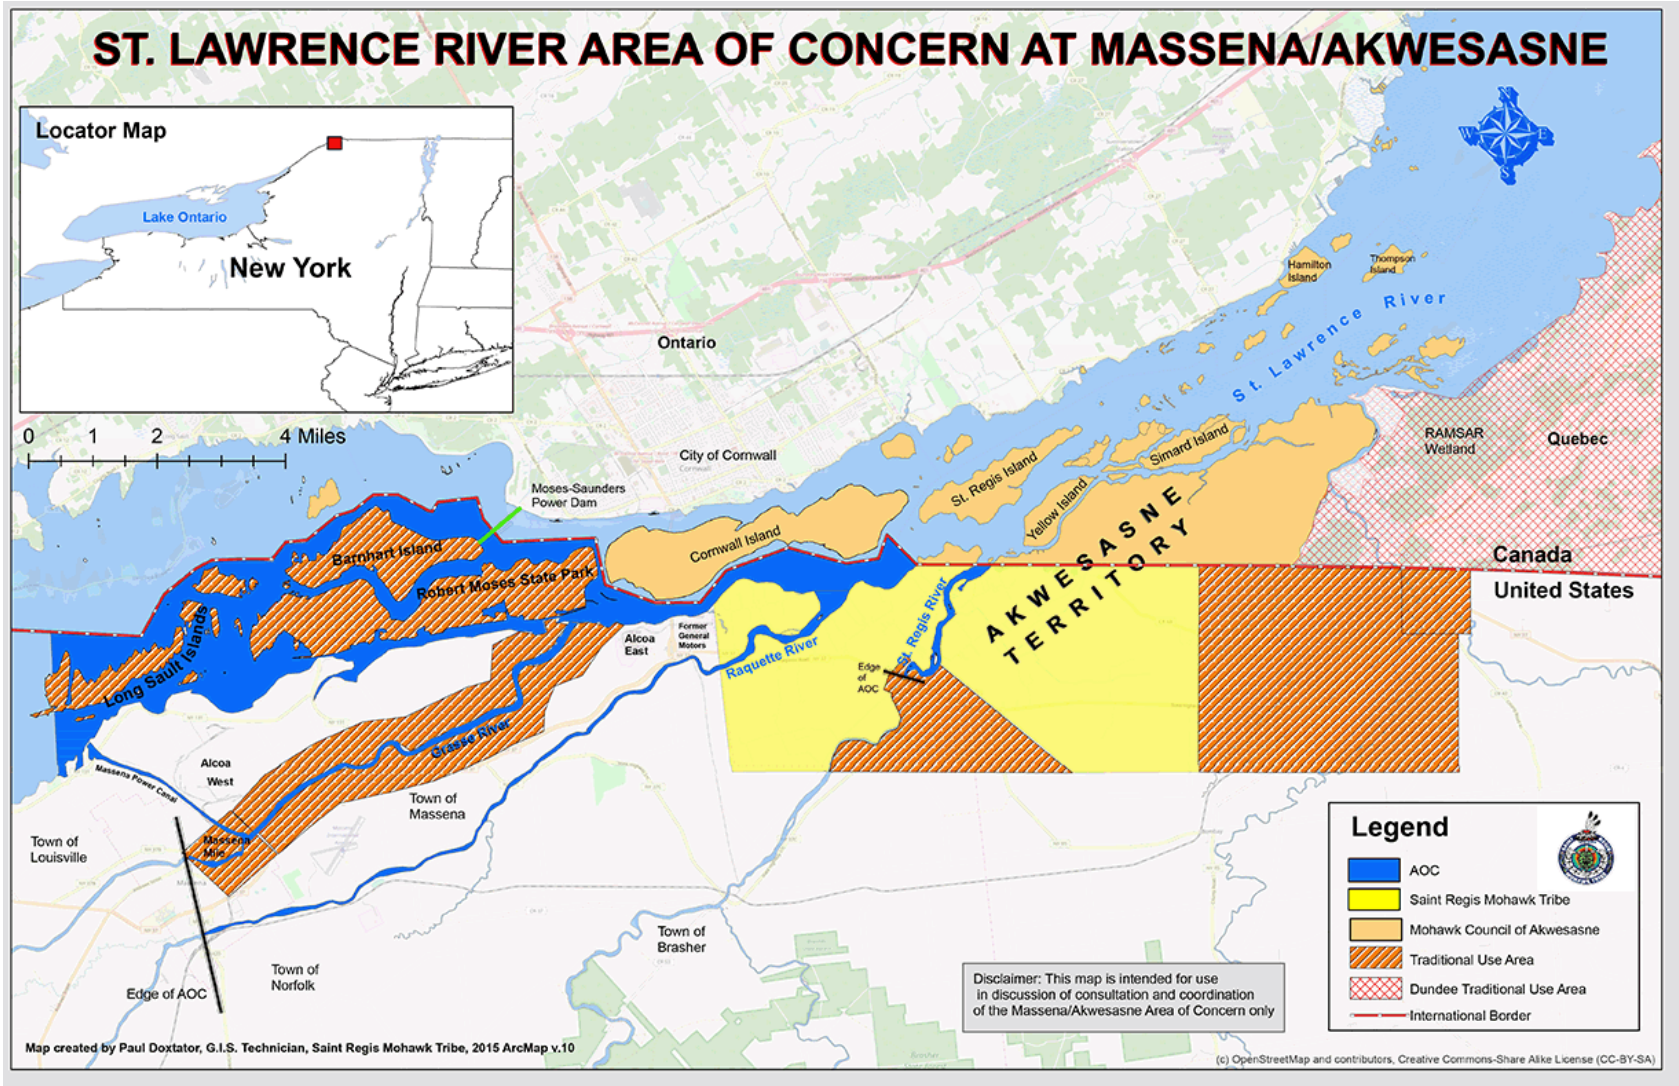 ST. LAWRENCE RIVER AREA OF CONCERN AT MASSENA/AKWESASNE
Locator Map
Lake Ontario
New York
N
W
E
S
0 1 2 4 Miles
Ontario
City of Cornwall
Moses-Saunders
Power Dam
Hamilton
Island
Thompson
Island
St. Lawrence River
RAMSAR
Wetland
Quebec
Canada
United States
St. Regis Island
Simard Island
Yellow Island
Cornwall Island
AKWESASNE
TERRITORY
Barnhart Island
Robert Moses State Park
Long Sault Islands
Alcoa
East
Former
General
Motors
Raquette River
St. Regis River
Edge
of
AOC
Grasse River
Massena Power Canal
Alcoa
West
Massena
Mile
Town of
Massena
Town of
Louisville
Town of
Norfolk
Town of
Brasher
Edge of AOC
Disclaimer: This map is intended for use
in discussion of consultation and coordination
of the Massena/Akwesasne Area of Concern only
Legend
AOC
Saint Regis Mohawk Tribe
Mohawk Council of Akwesasne
Traditional Use Area
Dundee Traditional Use Area
International Border
Map created by Paul Doxtator, G.I.S. Technician, Saint Regis Mohawk Tribe, 2015 ArcMap v.10
(c) OpenStreetMap and contributors, Creative Commons-Share Alike License (CC-BY-SA)